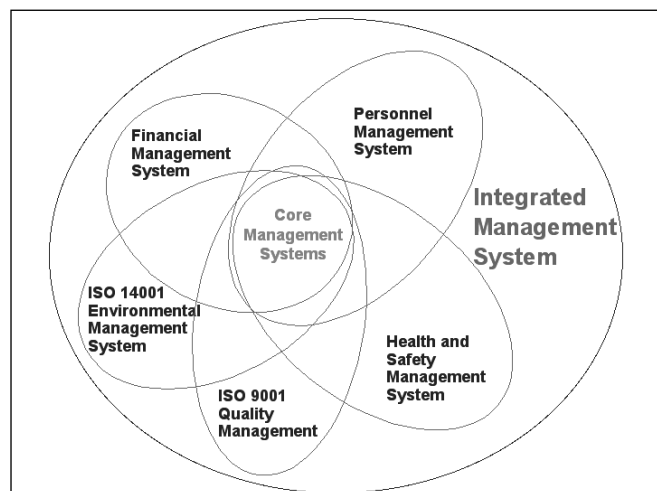 Financial
Management
System
Personnel
Management
System
Integrated
Management
System
Core
Management
Systems
ISO 14001
Environmental
Management
System
Health and
Safety
Management
System
ISO 9001
Quality
Management